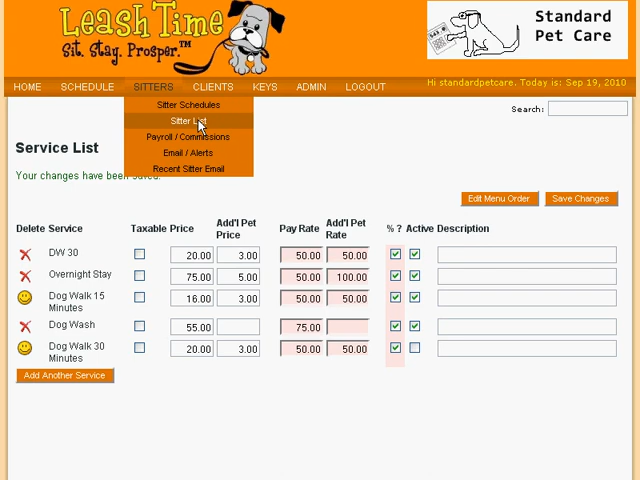 Leash Time
Sit. Stay. Prosper.™
Standard
Pet Care
HOME SCHEDULE SITTERS CLIENTS KEYS ADMIN LOGOUT
Hi standardpetcare. Today is: Sep 19, 2010
Sitter Schedules
Sitter List
Payroll / Commissions
Email / Alerts
Recent Sitter Email
Search:
Service List
Your changes have been saved.
Edit Menu Order Save Changes
Delete Service Taxable Price Add'l Pet Price Pay Rate Add'l Pet Rate % ? Active Description
DW 30 20.00 3.00 50.00 50.00
Overnight Stay 75.00 5.00 50.00 100.00
Dog Walk 15 Minutes 16.00 3.00 50.00 50.00
Dog Wash 55.00 75.00
Dog Walk 30 Minutes 20.00 3.00 50.00 50.00
Add Another Service